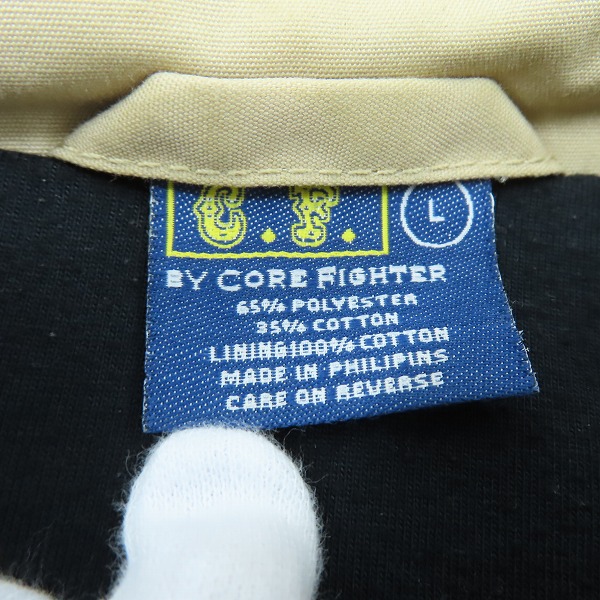 C.F.
L
BY CORE FIGHTER
65% POLYESTER
35% COTTON
LINING100% COTTON
MADE IN PHILIPINS
CARE ON REVERSE